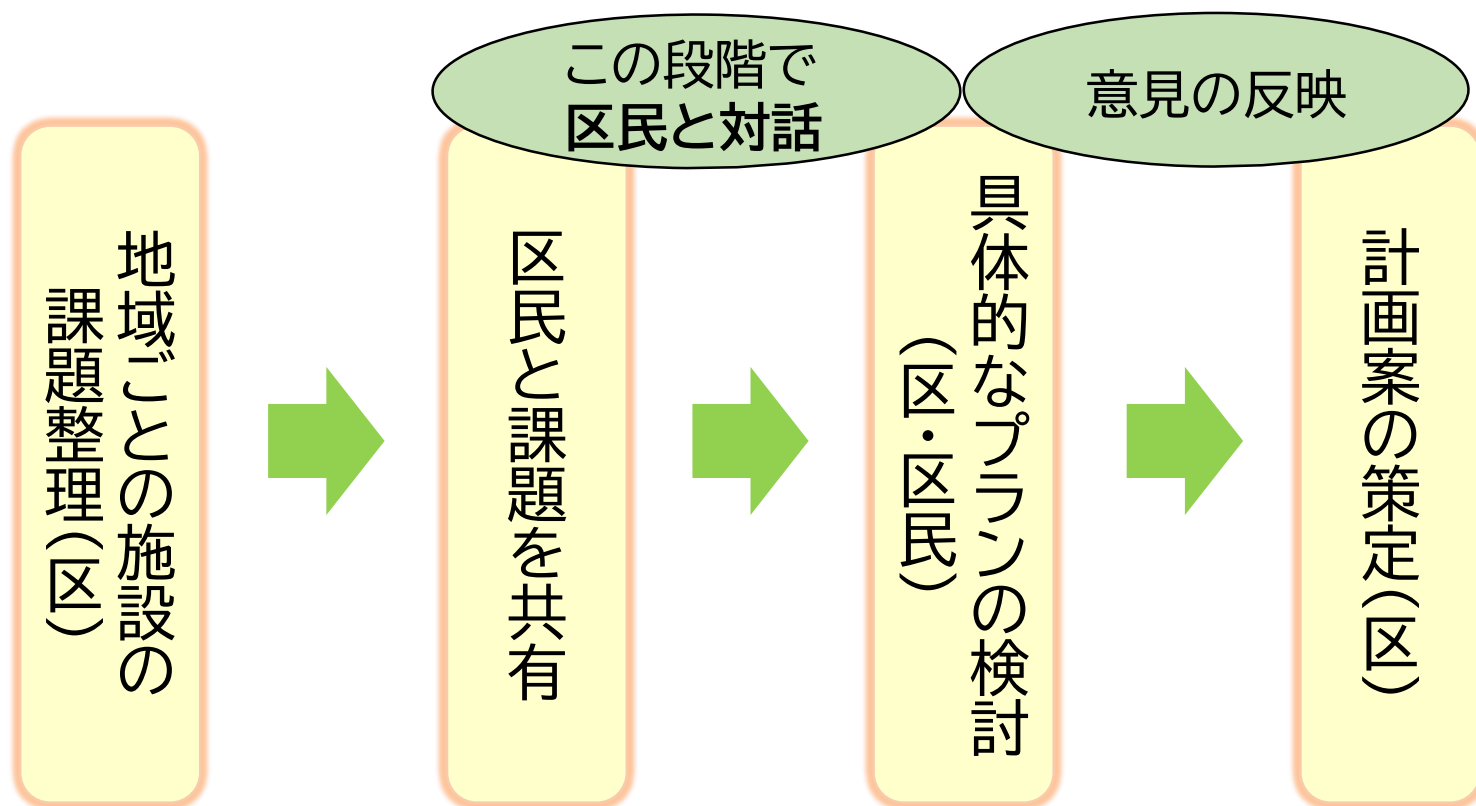 この段階で
区民と対話
意見の反映
地域ごとの施設の
課題整理（区）
区民と課題を共有
具体的なプランの検討
（区・区民）
計画案の策定（区）